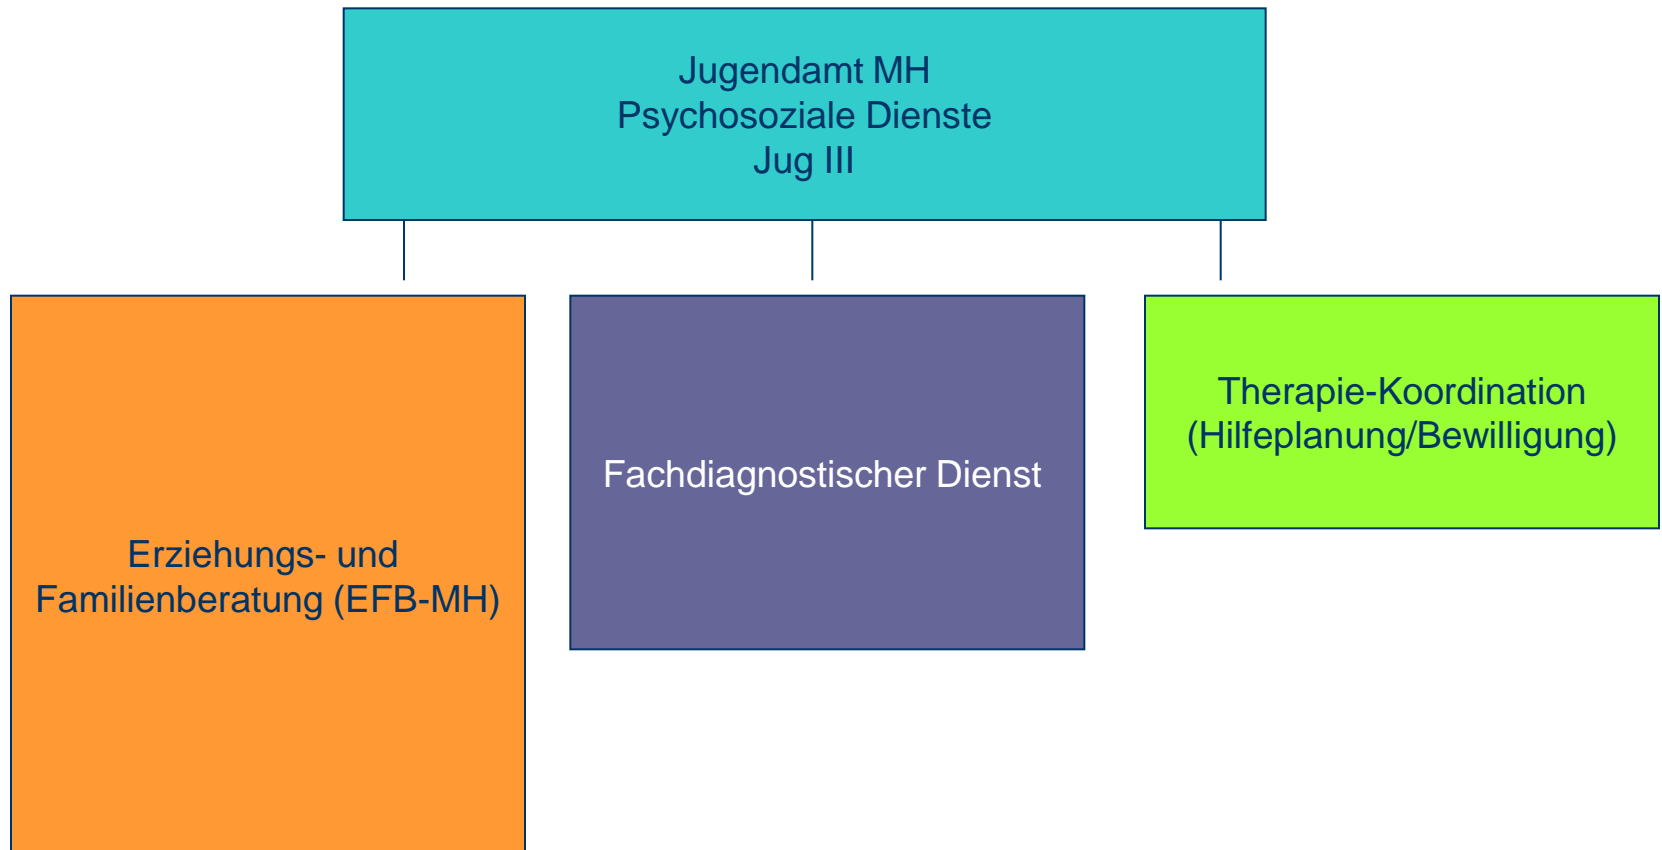 Jugendamt MH
Psychosoziale Dienste
Jug III
Erziehungs- und
Familienberatung (EFB-MH)
Fachdiagnostischer Dienst
Therapie-Koordination
(Hilfeplanung/Bewilligung)